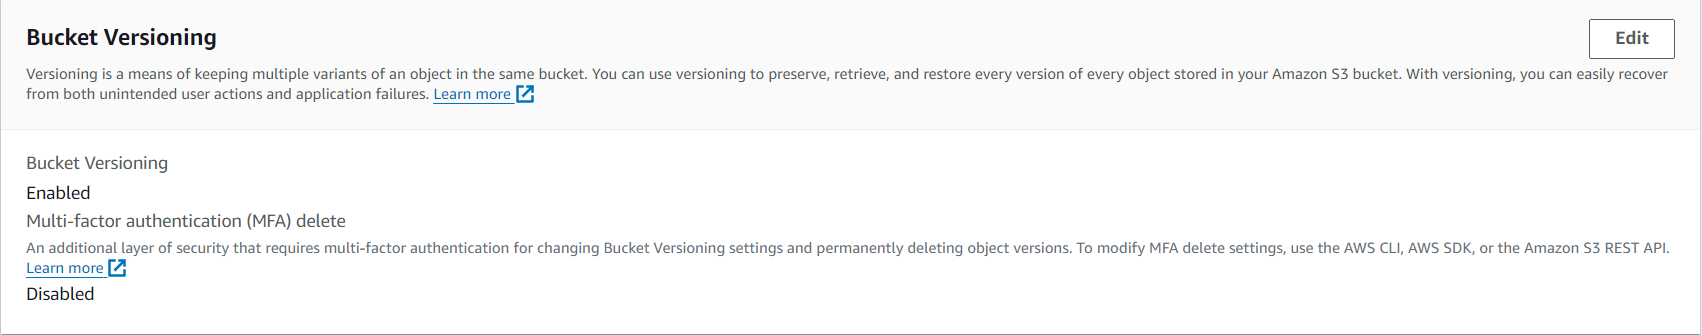 Bucket Versioning
Edit
Versioning is a means of keeping multiple variants of an object in the same bucket. You can use versioning to preserve, retrieve, and restore every version of every object stored in your Amazon S3 bucket. With versioning, you can easily recover
from both unintended user actions and application failures. Learn more
Bucket Versioning
Enabled
Multi-factor authentication (MFA) delete
An additional layer of security that requires multi-factor authentication for changing Bucket Versioning settings and permanently deleting object versions. To modify MFA delete settings, use the AWS CLI, AWS SDK, or the Amazon S3 REST API.
Learn more
Disabled